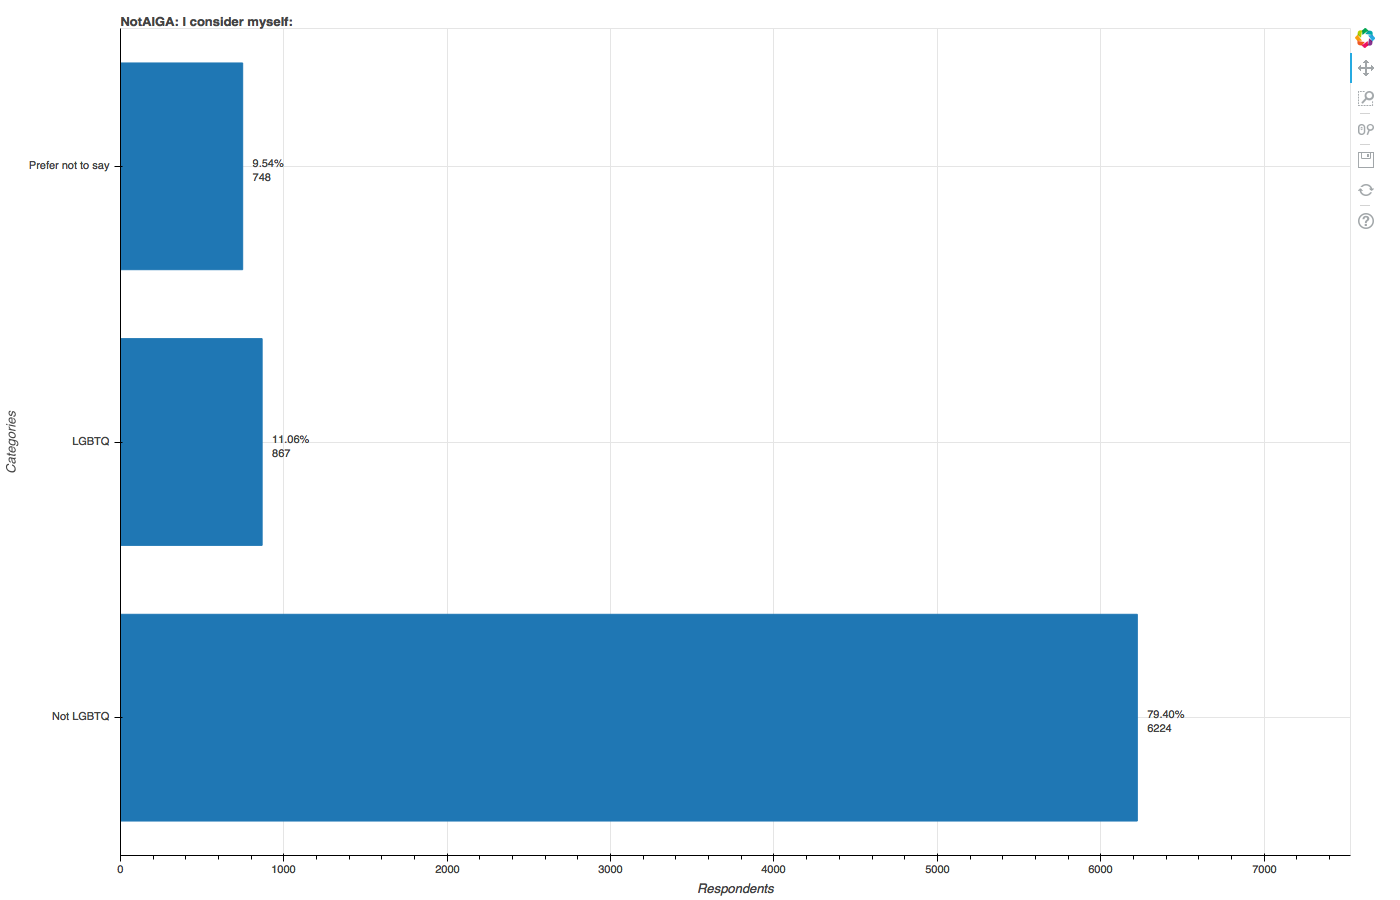 NotAIGA: I consider myself:
Prefer not to say
9.54%
748
LGBTQ
11.06%
867
Categories
Not LGBTQ
79.40%
6224
0 1000 2000 3000 4000 5000 6000 7000
Respondents